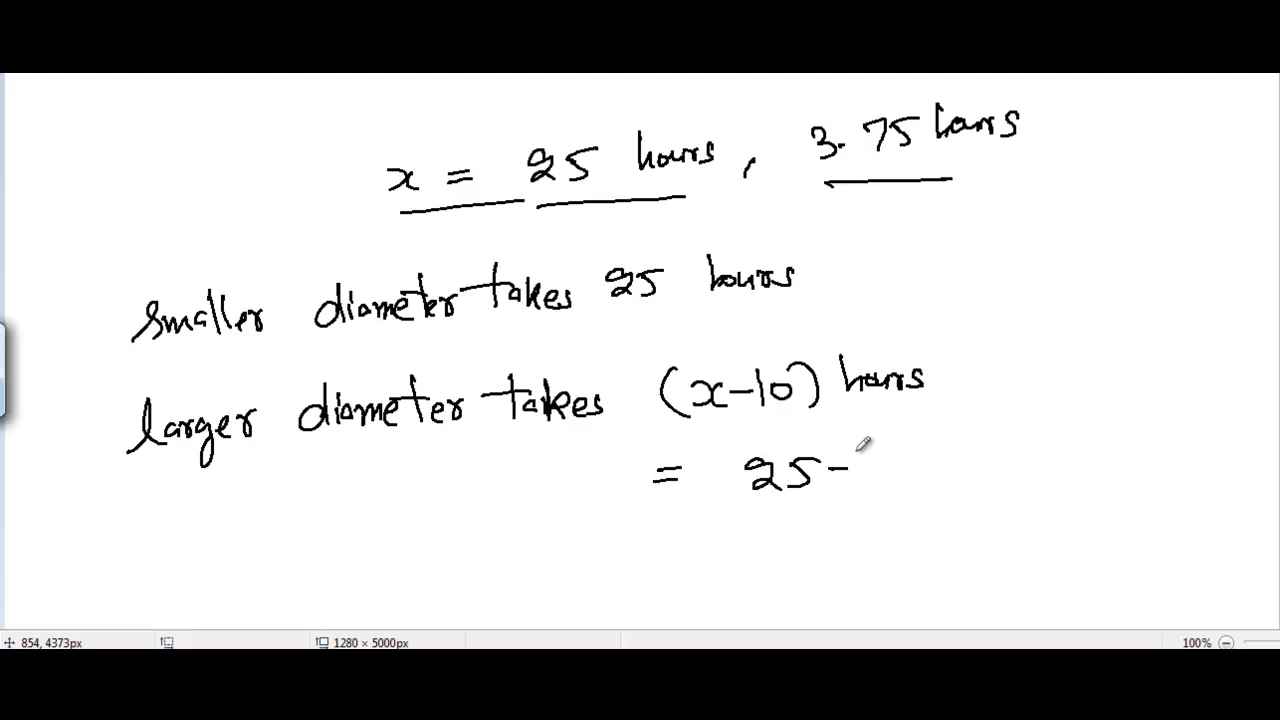 x = 25 hours, 3.75 hours
smaller diameter takes 25 hours
larger diameter takes (x-10) hours
= 25-
854, 4373px 1280 × 5000px 100%